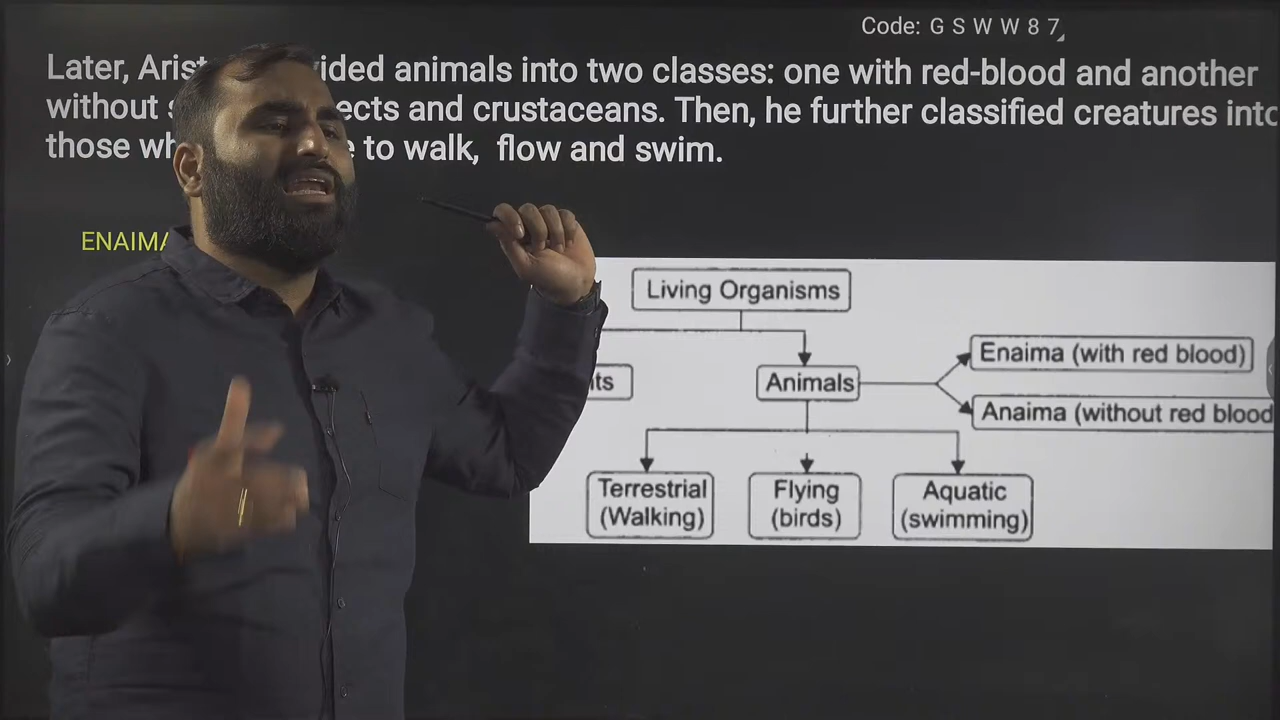 Code: G S W W 8 7
Later, Arist vided animals into two classes: one with red-blood and another
without s ects and crustaceans. Then, he further classified creatures into
those wh e to walk, flow and swim.
ENAIMA
Living Organisms
Enaima (with red blood)
nts
Animals
Anaima (without red blood
Terrestrial
(Walking)
Flying
(birds)
Aquatic
(swimming)